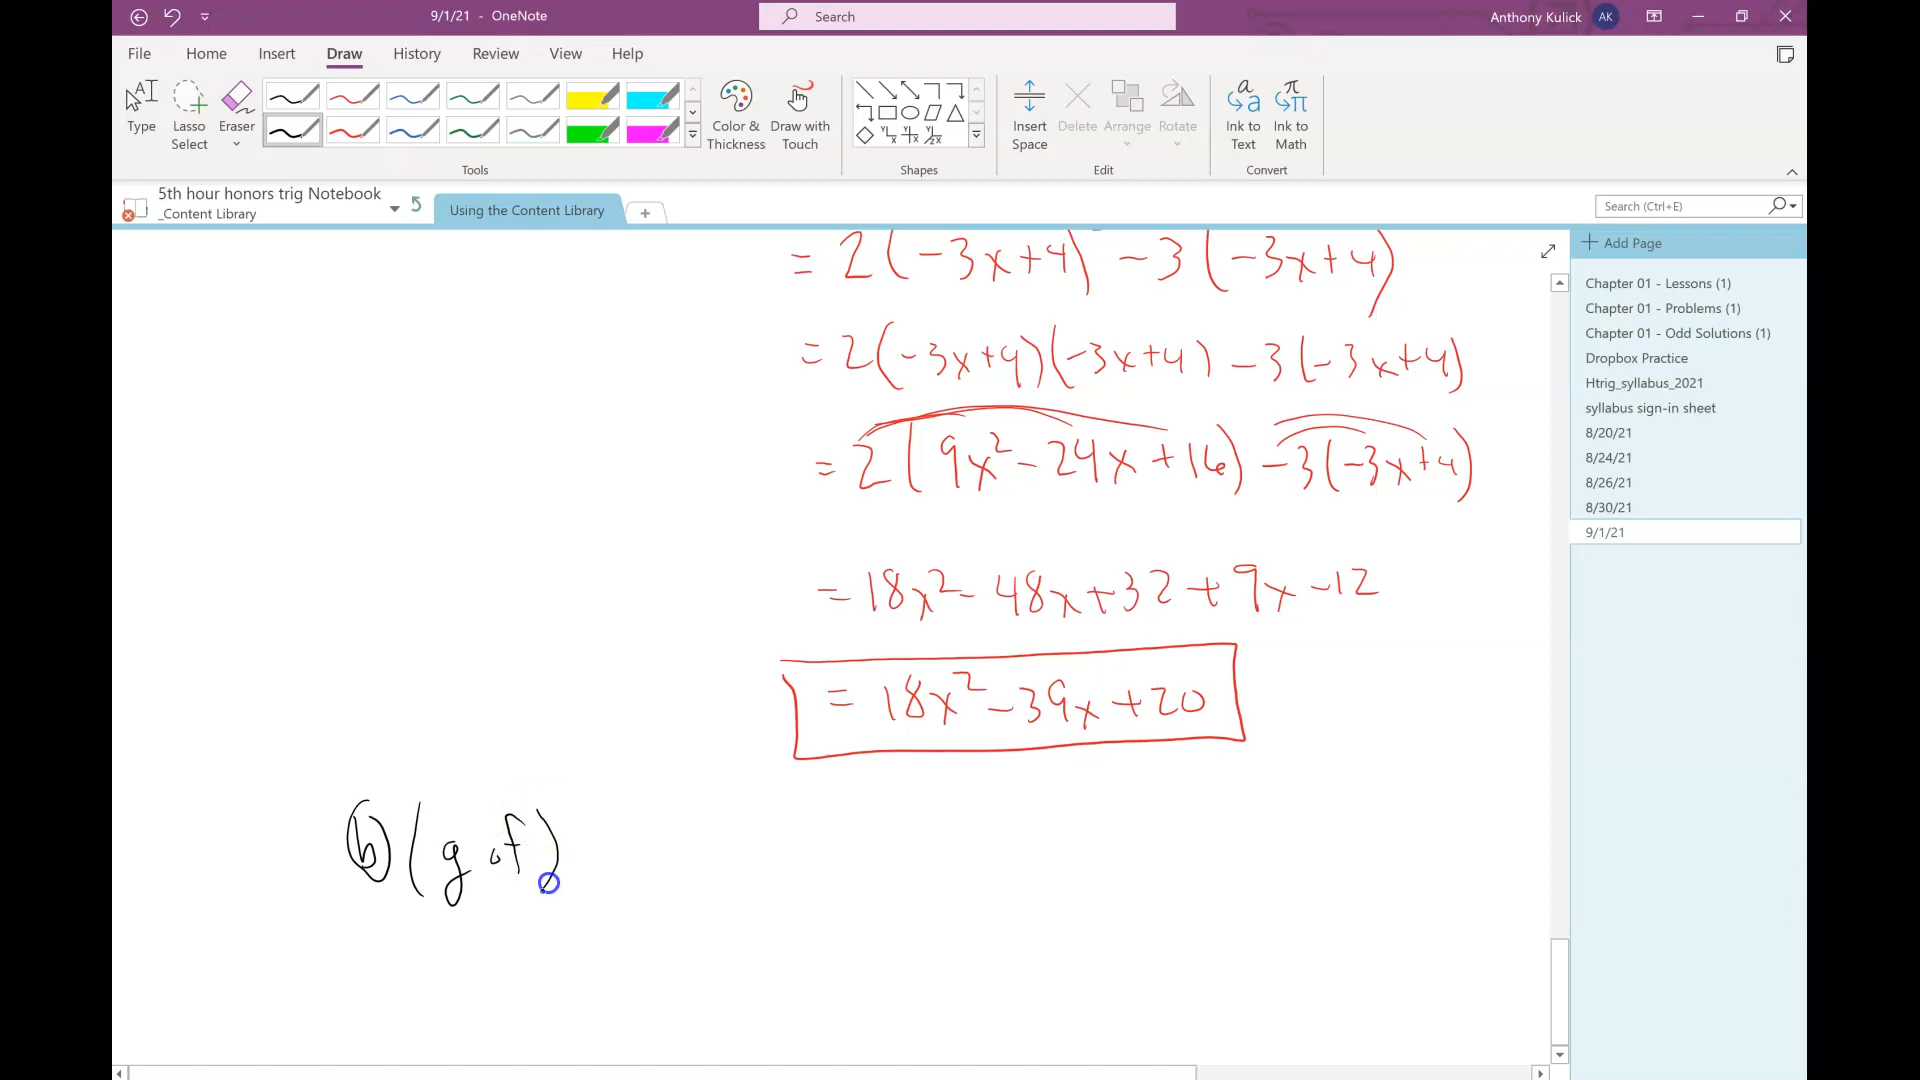 9/1/21 - OneNote
Search
Anthony Kulick AK
File Home Insert Draw History Review View Help
Type Lasso Select Eraser
Color & Thickness Draw with Touch
Insert Space Delete Arrange Rotate
Ink to Text Ink to Math
Tools Shapes Edit Convert
5th hour honors trig Notebook
_Content Library
Using the Content Library
Search (Ctrl+E)
Add Page
Chapter 01 - Lessons (1)
Chapter 01 - Problems (1)
Chapter 01 - Odd Solutions (1)
Dropbox Practice
Htrig_syllabus_2021
syllabus sign-in sheet
8/20/21
8/24/21
8/26/21
8/30/21
9/1/21
= 2(-3x+4) - 3(-3x+4)
= 2(-3x+4)(-3x+4) - 3(-3x+4)
= 2(9x² - 24x + 16) - 3(-3x+4)
= 18x² - 48x + 32 + 9x - 12
= 18x² - 39x + 20
ⓑ (g∘f)